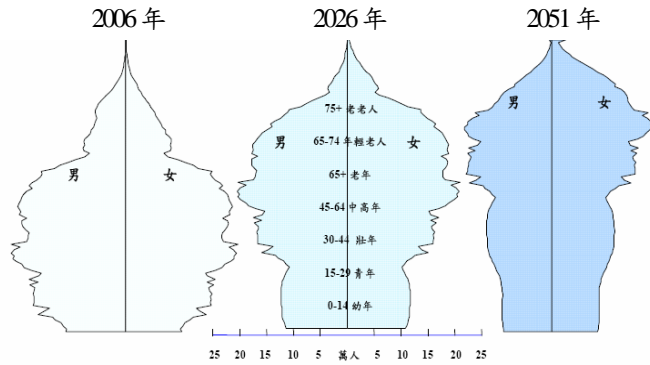 2006 年
2026 年
2051 年
75+ 老老人
男 女
65-74 年輕老人
男 女
男 女
65+ 老年
45-64 中高年
30-44 壯年
15-29 青年
0-14 幼年
25 20 15 10 5 萬人 5 10 15 20 25